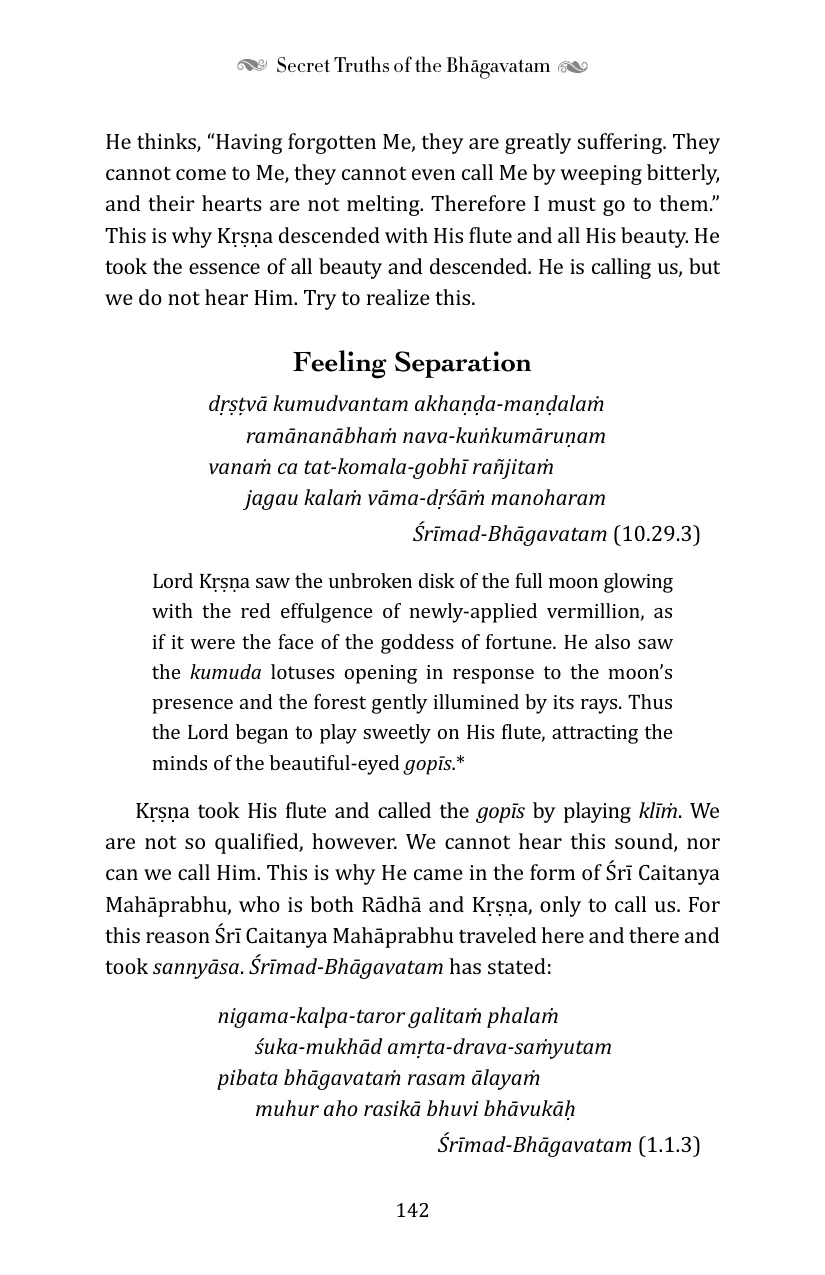 Secret Truths of the Bhāgavatam
He thinks, “Having forgotten Me, they are greatly suffering. They
cannot come to Me, they cannot even call Me by weeping bitterly,
and their hearts are not melting. Therefore I must go to them.”
This is why Kṛṣṇa descended with His flute and all His beauty. He
took the essence of all beauty and descended. He is calling us, but
we do not hear Him. Try to realize this.
Feeling Separation
dṛṣṭvā kumudvantam akhaṇḍa-maṇḍalaṁ
ramānanābhaṁ nava-kuṅkumāruṇam
vanaṁ ca tat-komala-gobhī rañjitaṁ
jagau kalaṁ vāma-dṛśāṁ manoharam
Śrīmad-Bhāgavatam (10.29.3)
Lord Kṛṣṇa saw the unbroken disk of the full moon glowing
with the red effulgence of newly-applied vermillion, as
if it were the face of the goddess of fortune. He also saw
the kumuda lotuses opening in response to the moon’s
presence and the forest gently illumined by its rays. Thus
the Lord began to play sweetly on His flute, attracting the
minds of the beautiful-eyed gopīs.*
Kṛṣṇa took His flute and called the gopīs by playing klīṁ. We
are not so qualified, however. We cannot hear this sound, nor
can we call Him. This is why He came in the form of Śrī Caitanya
Mahāprabhu, who is both Rādhā and Kṛṣṇa, only to call us. For
this reason Śrī Caitanya Mahāprabhu traveled here and there and
took sannyāsa. Śrīmad-Bhāgavatam has stated:
nigama-kalpa-taror galitaṁ phalaṁ
śuka-mukhād amṛta-drava-saṁyutam
pibata bhāgavataṁ rasam ālayaṁ
muhur aho rasikā bhuvi bhāvukāḥ
Śrīmad-Bhāgavatam (1.1.3)
142